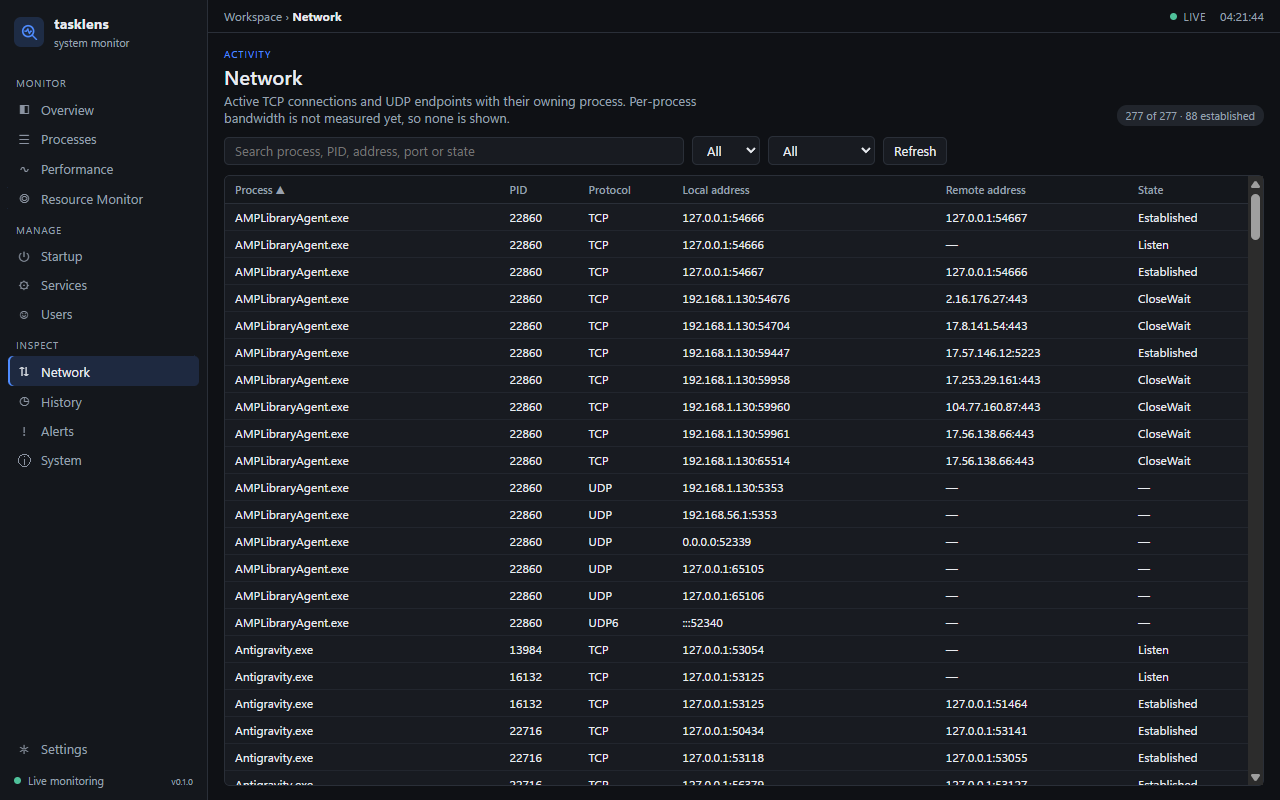 tasklens
system monitor
MONITOR
Overview
Processes
Performance
Resource Monitor
MANAGE
Startup
Services
Users
INSPECT
Network
History
Alerts
System
Settings
Live monitoring v0.1.0
Workspace › Network
LIVE 04:21:44
ACTIVITY
Network
Active TCP connections and UDP endpoints with their owning process. Per-process
bandwidth is not measured yet, so none is shown.
277 of 277 · 88 established
Search process, PID, address, port or state
All
All
Refresh
Process ▲ PID Protocol Local address Remote address State
AMPLibraryAgent.exe 22860 TCP 127.0.0.1:54666 127.0.0.1:54667 Established
AMPLibraryAgent.exe 22860 TCP 127.0.0.1:54666 — Listen
AMPLibraryAgent.exe 22860 TCP 127.0.0.1:54667 127.0.0.1:54666 Established
AMPLibraryAgent.exe 22860 TCP 192.168.1.130:54676 2.16.176.27:443 CloseWait
AMPLibraryAgent.exe 22860 TCP 192.168.1.130:54704 17.8.141.54:443 CloseWait
AMPLibraryAgent.exe 22860 TCP 192.168.1.130:59447 17.57.146.12:5223 Established
AMPLibraryAgent.exe 22860 TCP 192.168.1.130:59958 17.253.29.161:443 CloseWait
AMPLibraryAgent.exe 22860 TCP 192.168.1.130:59960 104.77.160.87:443 CloseWait
AMPLibraryAgent.exe 22860 TCP 192.168.1.130:59961 17.56.138.66:443 CloseWait
AMPLibraryAgent.exe 22860 TCP 192.168.1.130:65514 17.56.138.66:443 CloseWait
AMPLibraryAgent.exe 22860 UDP 192.168.1.130:5353 — —
AMPLibraryAgent.exe 22860 UDP 192.168.56.1:5353 — —
AMPLibraryAgent.exe 22860 UDP 0.0.0.0:52339 — —
AMPLibraryAgent.exe 22860 UDP 127.0.0.1:65105 — —
AMPLibraryAgent.exe 22860 UDP 127.0.0.1:65106 — —
AMPLibraryAgent.exe 22860 UDP6 :::52340 — —
Antigravity.exe 13984 TCP 127.0.0.1:53054 — Listen
Antigravity.exe 16132 TCP 127.0.0.1:53125 — Listen
Antigravity.exe 16132 TCP 127.0.0.1:53125 127.0.0.1:51464 Established
Antigravity.exe 22716 TCP 127.0.0.1:50434 127.0.0.1:53141 Established
Antigravity.exe 22716 TCP 127.0.0.1:53118 127.0.0.1:53055 Established
Antigravity.exe 22716 TCP Established